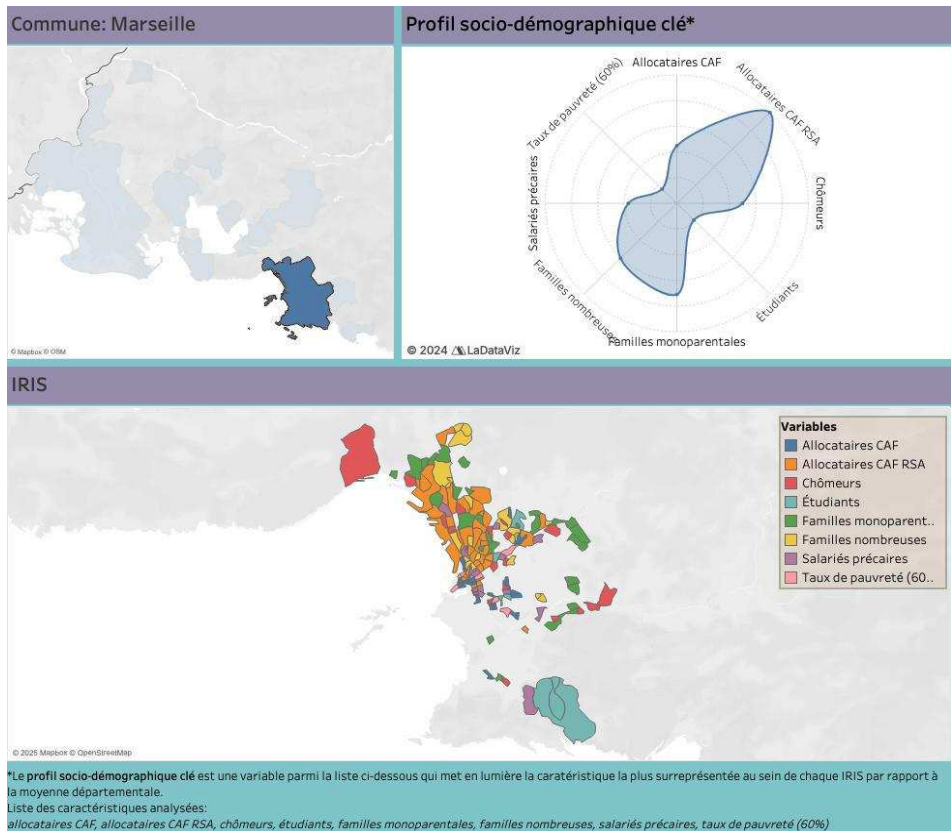 Commune: Marseille
Profil socio-démographique clé*
Allocataires CAF
Allocataires CAF RSA
Chômeurs
Étudiants
Familles monoparentales
Familles nombreuses
Salariés précaires
Taux de pauvreté (60%)
© Mapbox © OSM
© 2024 LaDataViz
IRIS
Variables
Allocataires CAF
Allocataires CAF RSA
Chômeurs
Étudiants
Familles monoparent..
Familles nombreuses
Salariés précaires
Taux de pauvreté (60..
© 2025 Mapbox © OpenStreetMap
*Le profil socio-démographique clé est une variable parmi la liste ci-dessous qui met en lumière la caratéristique la plus surreprésentée au sein de chaque IRIS par rapport à
la moyenne départementale.
Liste des caractéristiques analysées:
allocataires CAF, allocataires CAF RSA, chômeurs, étudiants, familles monoparentales, familles nombreuses, salariés précaires, taux de pauvreté (60%)